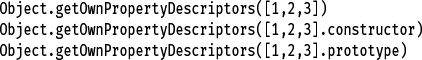 Object.getOwnPropertyDescriptors([1,2,3])
Object.getOwnPropertyDescriptors([1,2,3].constructor)
Object.getOwnPropertyDescriptors([1,2,3].prototype)